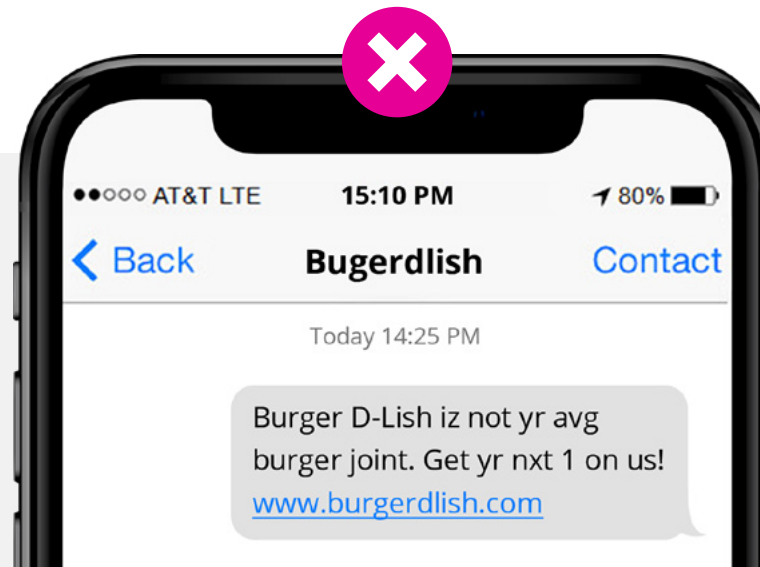 AT&T LTE 15:10 PM 80%
Back Bugerdlish Contact
Today 14:25 PM
Burger D-Lish iz not yr avg
burger joint. Get yr nxt 1 on us!
www.burgerdlish.com